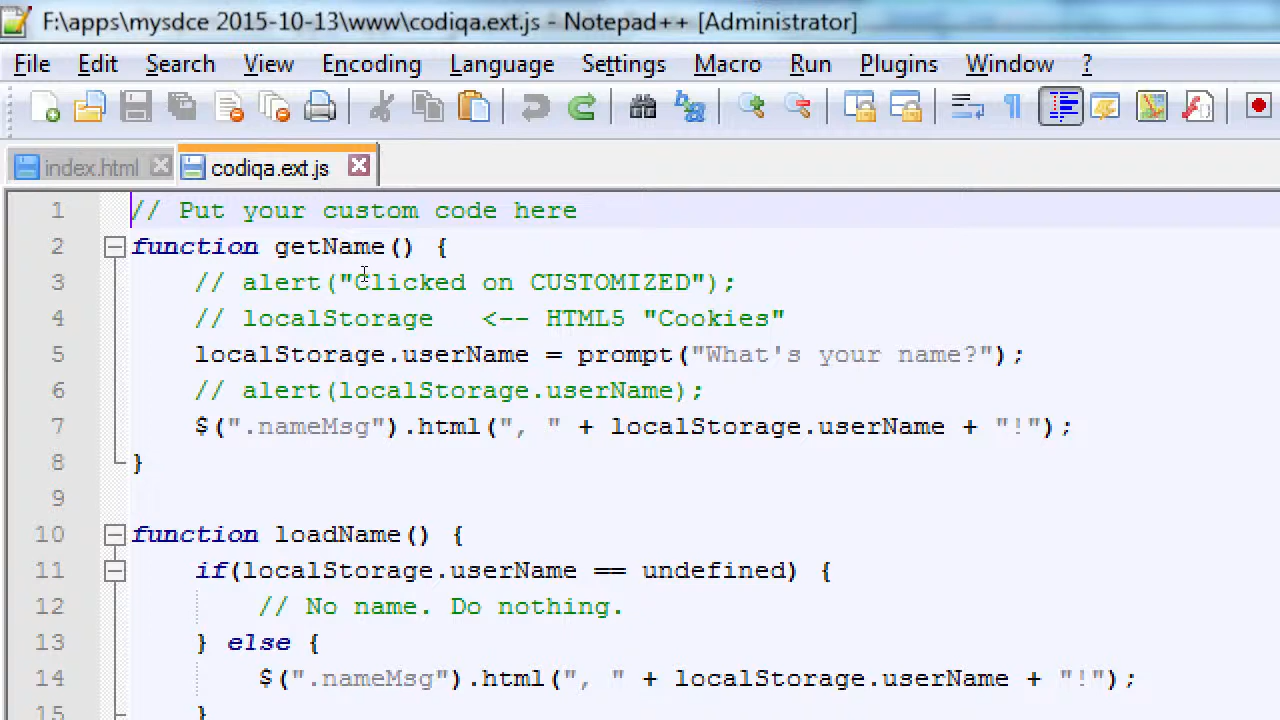 F:\apps\mysdce 2015-10-13\www\codiqa.ext.js - Notepad++ [Administrator]
File Edit Search View Encoding Language Settings Macro Run Plugins Window ?
index.html codiqa.ext.js
1 // Put your custom code here
2 function getName() {
3 // alert("Clicked on CUSTOMIZED");
4 // localStorage <-- HTML5 "Cookies"
5 localStorage.userName = prompt("What's your name?");
6 // alert(localStorage.userName);
7 $(".nameMsg").html(", " + localStorage.userName + "!");
8 }
9
10 function loadName() {
11 if(localStorage.userName == undefined) {
12 // No name. Do nothing.
13 } else {
14 $(".nameMsg").html(", " + localStorage.userName + "!");
15 }